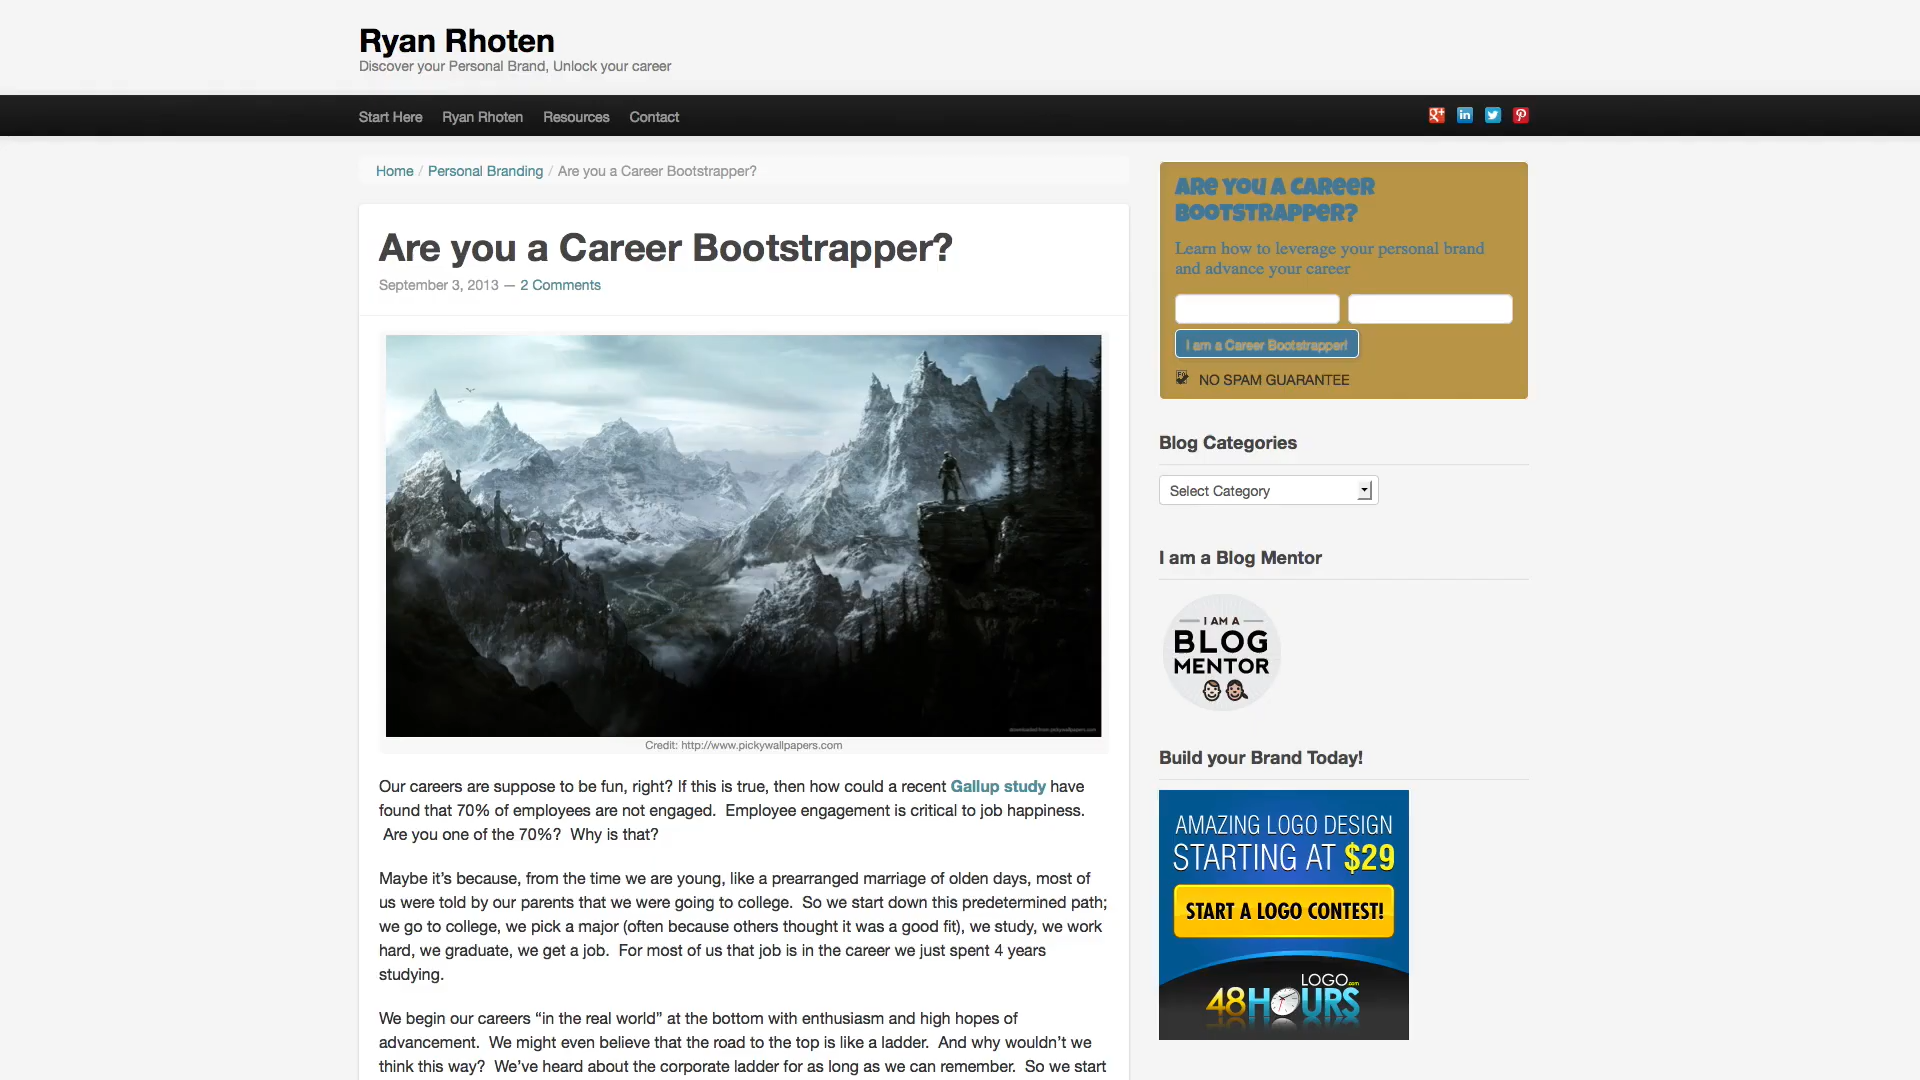 Ryan Rhoten
Discover your Personal Brand, Unlock your career
Start Here Ryan Rhoten Resources Contact
Home / Personal Branding / Are you a Career Bootstrapper?
Are you a Career Bootstrapper?
September 3, 2013 — 2 Comments
downloaded from pickywallpapers.com
Credit: http://www.pickywallpapers.com
Our careers are suppose to be fun, right? If this is true, then how could a recent Gallup study have
found that 70% of employees are not engaged.  Employee engagement is critical to job happiness.
Are you one of the 70%?  Why is that?
Maybe it’s because, from the time we are young, like a prearranged marriage of olden days, most of
us were told by our parents that we were going to college.  So we start down this predetermined path;
we go to college, we pick a major (often because others thought it was a good fit), we study, we work
hard, we graduate, we get a job.  For most of us that job is in the career we just spent 4 years
studying.
We begin our careers “in the real world” at the bottom with enthusiasm and high hopes of
advancement.  We might even believe that the road to the top is like a ladder.  And why wouldn’t we
think this way?  We’ve heard about the corporate ladder for as long as we can remember.  So we start
Are you a Career
Bootstrapper?
Learn how to leverage your personal brand
and advance your career
I am a Career Bootstrapper!
NO SPAM GUARANTEE
Blog Categories
Select Category
I am a Blog Mentor
I AM A
BLOG
MENTOR
Build your Brand Today!
AMAZING LOGO DESIGN
STARTING AT $29
START A LOGO CONTEST!
LOGO.com
48HOURS